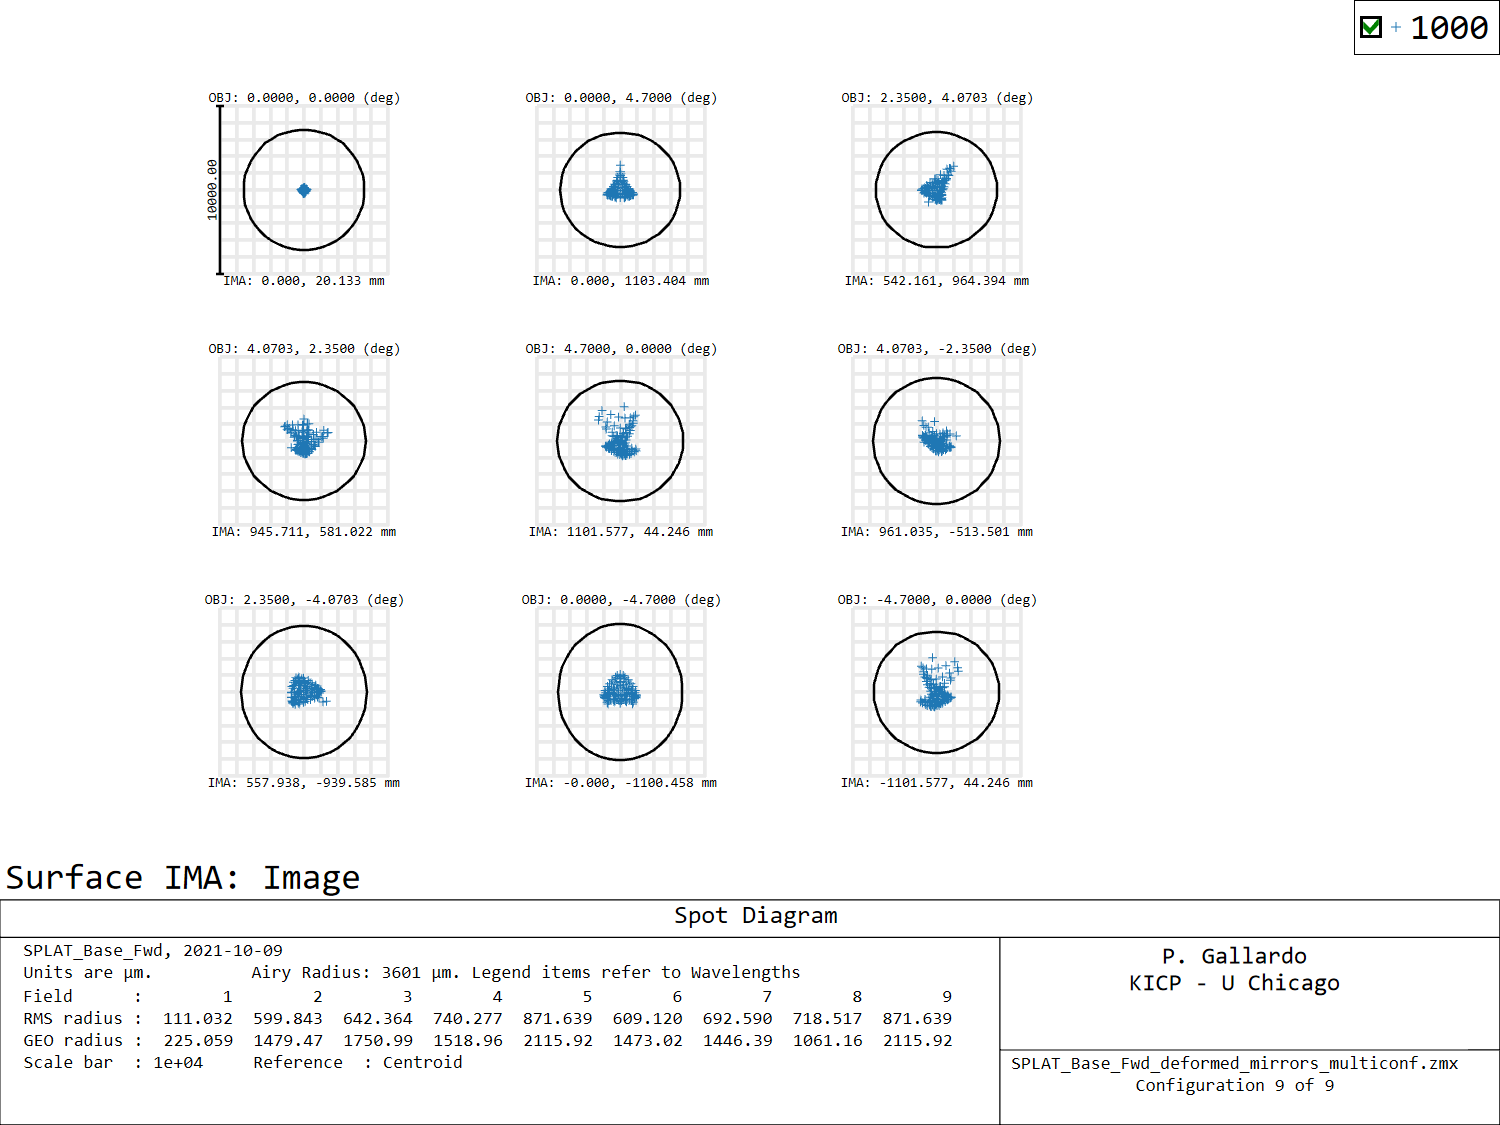 + 1000
OBJ: 0.0000, 0.0000 (deg)
OBJ: 0.0000, 4.7000 (deg)
OBJ: 2.3500, 4.0703 (deg)
10000.00
IMA: 0.000, 20.133 mm
IMA: 0.000, 1103.404 mm
IMA: 542.161, 964.394 mm
OBJ: 4.0703, 2.3500 (deg)
OBJ: 4.7000, 0.0000 (deg)
OBJ: 4.0703, -2.3500 (deg)
IMA: 945.711, 581.022 mm
IMA: 1101.577, 44.246 mm
IMA: 961.035, -513.501 mm
OBJ: 2.3500, -4.0703 (deg)
OBJ: 0.0000, -4.7000 (deg)
OBJ: -4.7000, 0.0000 (deg)
IMA: 557.938, -939.585 mm
IMA: -0.000, -1100.458 mm
IMA: -1101.577, 44.246 mm
Surface IMA: Image
Spot Diagram
SPLAT_Base_Fwd, 2021-10-09
Units are µm. Airy Radius: 3601 µm. Legend items refer to Wavelengths
Field : 1 2 3 4 5 6 7 8 9
RMS radius : 111.032 599.843 642.364 740.277 871.639 609.120 692.590 718.517 871.639
GEO radius : 225.059 1479.47 1750.99 1518.96 2115.92 1473.02 1446.39 1061.16 2115.92
Scale bar : 1e+04 Reference : Centroid
P. Gallardo
KICP - U Chicago
SPLAT_Base_Fwd_deformed_mirrors_multiconf.zmx
Configuration 9 of 9